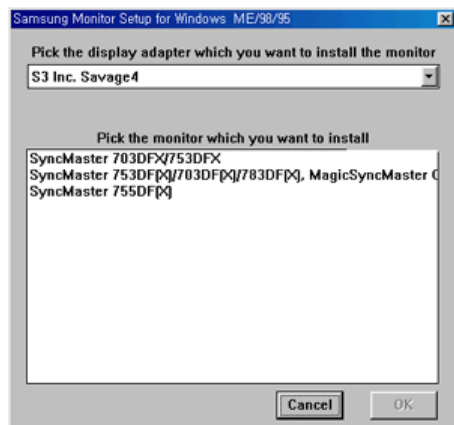 Samsung Monitor Setup for Windows ME/98/95
Pick the display adapter which you want to install the monitor
S3 Inc. Savage4
Pick the monitor which you want to install
SyncMaster 703DFX/753DFX
SyncMaster 753DF[X]/703DF[X]/783DF[X], MagicSyncMaster
SyncMaster 755DF[X]
Cancel OK